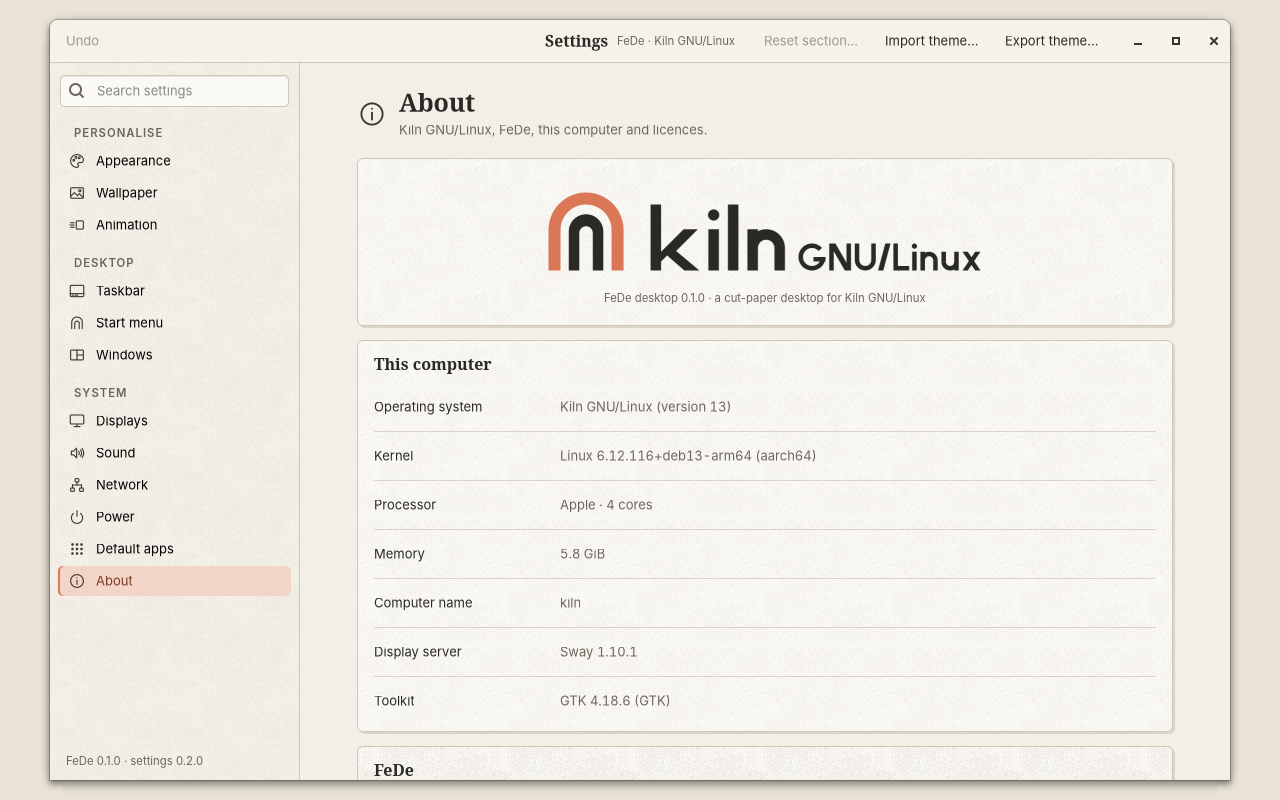 Undo
Settings FeDe · Kiln GNU/Linux
Reset section...
Import theme...
Export theme...
Search settings
PERSONALISE
Appearance
Wallpaper
Animation
DESKTOP
Taskbar
Start menu
Windows
SYSTEM
Displays
Sound
Network
Power
Default apps
About
FeDe 0.1.0 · settings 0.2.0
About
Kiln GNU/Linux, FeDe, this computer and licences.
kiln GNU/Linux
FeDe desktop 0.1.0 · a cut-paper desktop for Kiln GNU/Linux
This computer
Operating system Kiln GNU/Linux (version 13)
Kernel Linux 6.12.116+deb13-arm64 (aarch64)
Processor Apple · 4 cores
Memory 5.8 GiB
Computer name kiln
Display server Sway 1.10.1
Toolkit GTK 4.18.6 (GTK)
FeDe